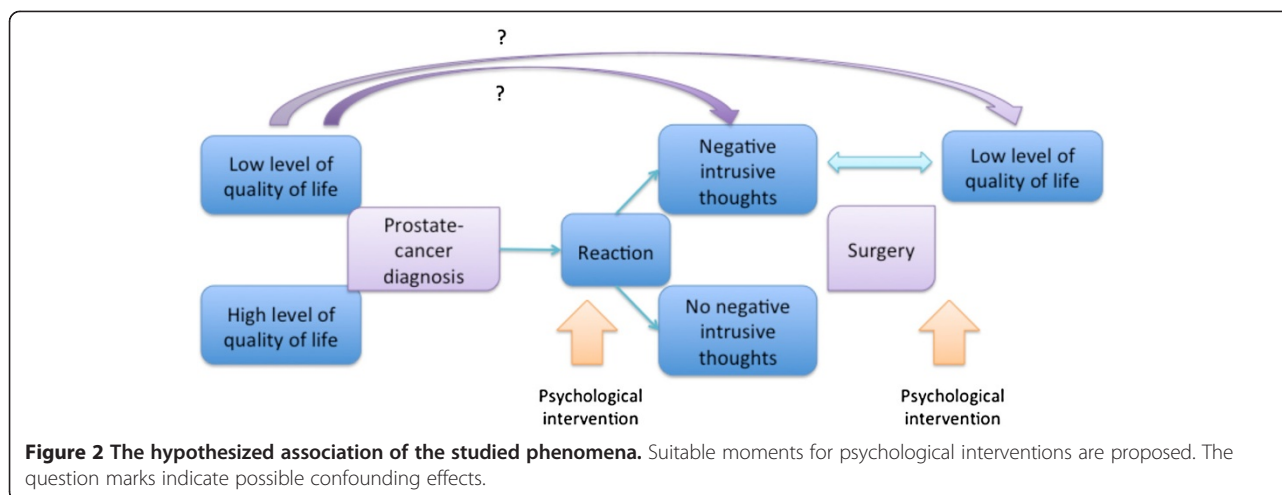 ?
?
Low level of
quality of life
Negative
intrusive
thoughts
Low level of
quality of life
Prostate-
cancer
diagnosis
Reaction
Surgery
High level of
quality of life
No negative
intrusive
thoughts
Psychological
intervention
Psychological
intervention
Figure 2 The hypothesized association of the studied phenomena. Suitable moments for psychological interventions are proposed. The
question marks indicate possible confounding effects.